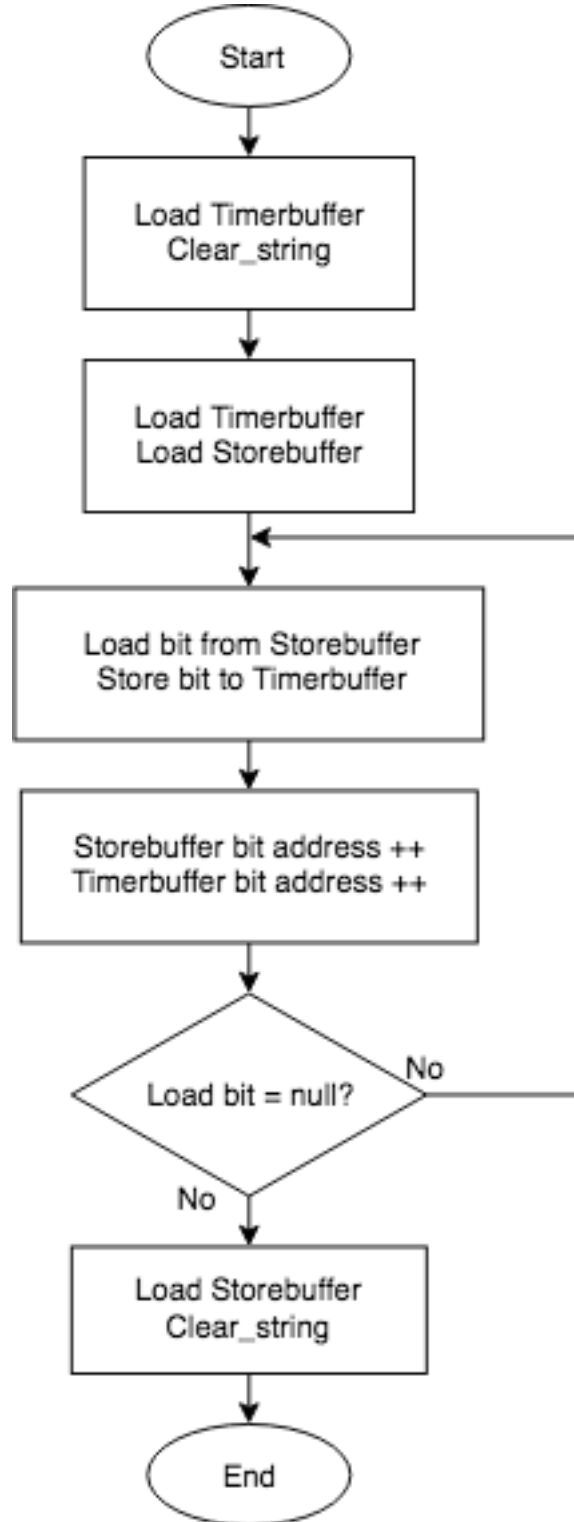 Start
Load Timerbuffer
Clear_string
Load Timerbuffer
Load Storebuffer
Load bit from Storebuffer
Store bit to Timerbuffer
Storebuffer bit address ++
Timerbuffer bit address ++
No
Load bit = null?
No
Load Storebuffer
Clear_string
End